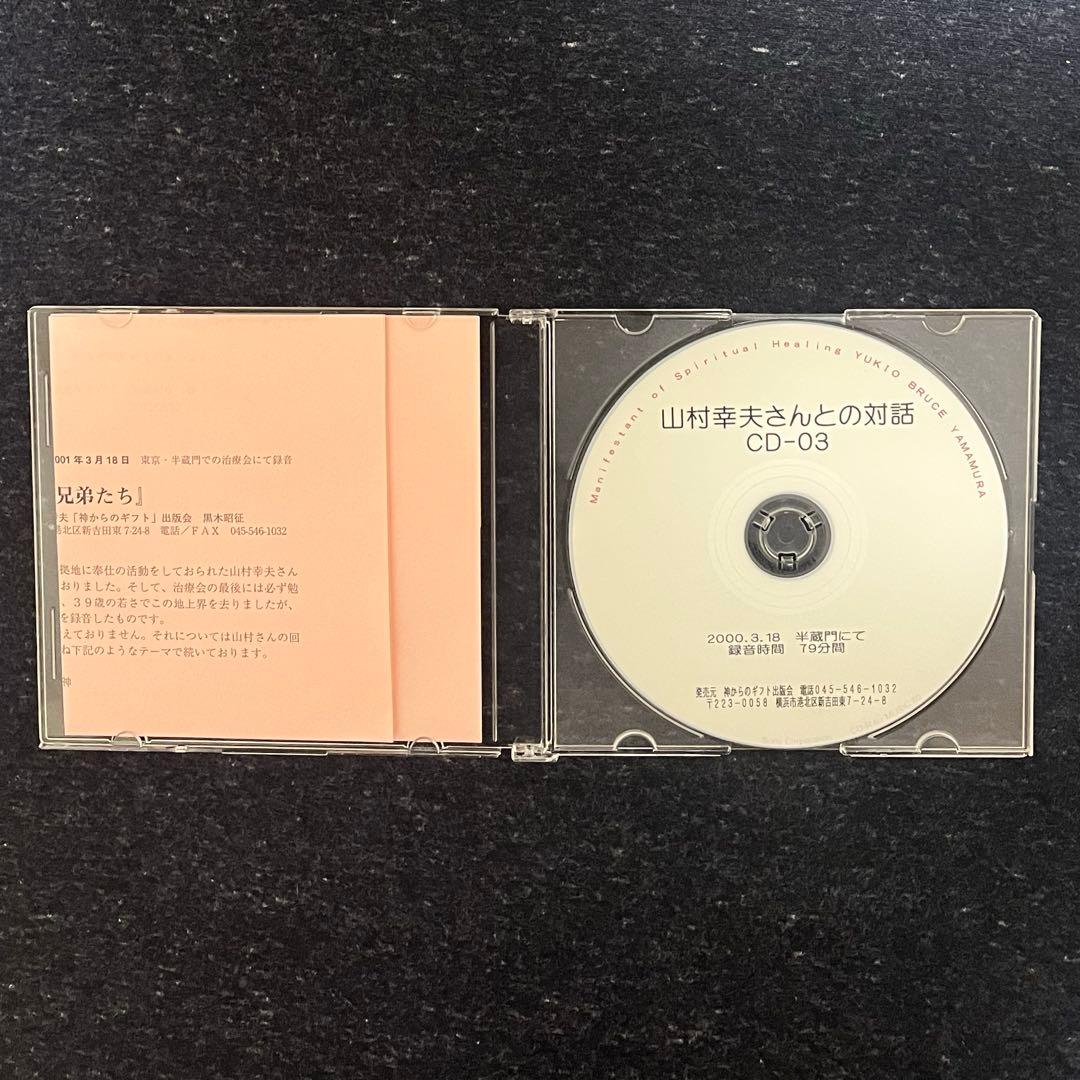 001年3月18日 東京・半蔵門での治療会にて録音
兄弟たち』
夫「神からのギフト」出版会 黒木昭征
港北区新吉田東7-24-8 電話／FAX 045-546-1032
拠地に奉仕の活動をしておられた山村幸夫さん
おりました。そして、治療会の最後には必ず勉
、39歳の若さでこの地上界を去りましたが、
を録音したものです。
えておりません。それについては山村さんの回
ね下記のようなテーマで続いております。
神
Manifestant of Spiritual Healing YUKIO BRUCE YAMAMURA
山村幸夫さんとの対話
CD-03
2000.3.18 半蔵門にて
録音時間 79分間
発売元 神からのギフト出版会 電話045-546-1032
〒223-0058 横浜市港北区新吉田東7-24-8